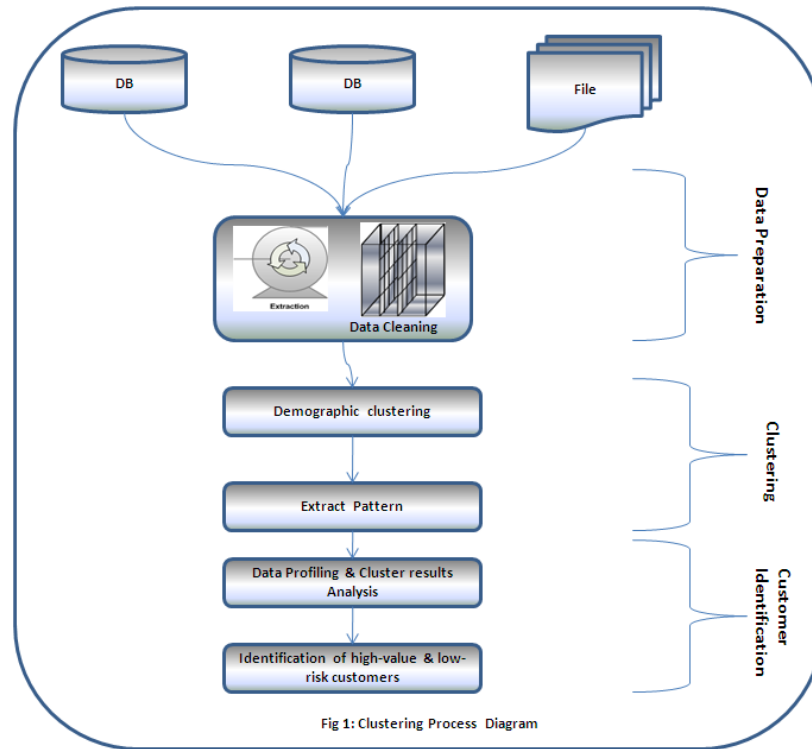 DB
DB
File
Extraction
Data Cleaning
Data Preparation
Demographic clustering
Extract Pattern
Clustering
Data Profiling & Cluster results
Analysis
Identification of high-value & low-
risk customers
Customer
Identification
Fig 1: Clustering Process Diagram